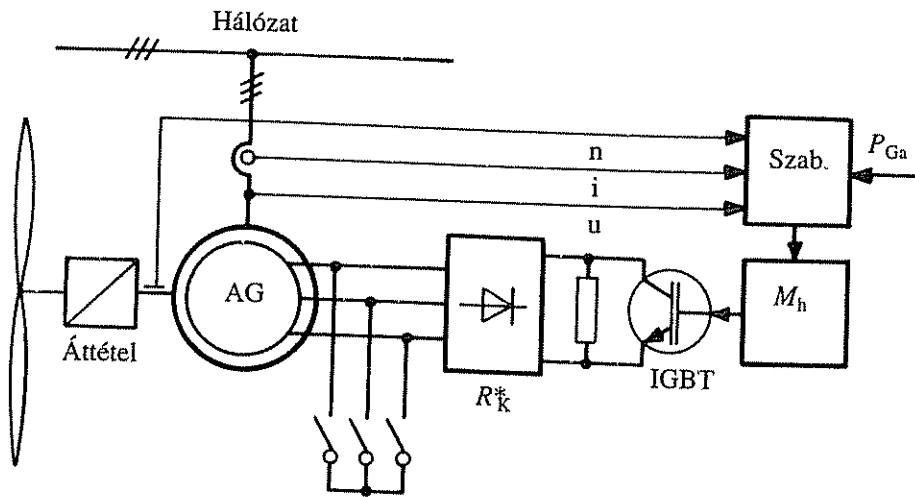 Hálózat
n
i
u
Szab.
P_Ga
AG
M_h
Áttétel
IGBT
R*_K